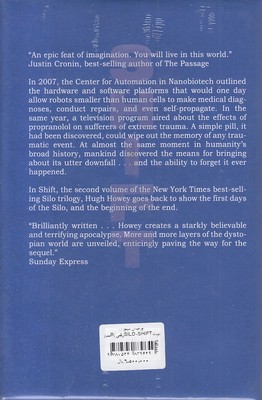 “An epic feat of imagination. You will live in this world.”
Justin Cronin, best-selling author of The Passage
In 2007, the Center for Automation in Nanobiotech outlined
the hardware and software platforms that would one day
allow robots smaller than human cells to make medical diag-
noses, conduct repairs, and even self-propagate. In the
same year, a television program aired about the effects of
propranolol on sufferers of extreme trauma. A simple pill, it
had been discovered, could wipe out the memory of any trau-
matic event. At almost the same moment in humanity’s
broad history, mankind discovered the means for bringing
about its utter downfall . . . and the ability to forget it ever
happened.
In Shift, the second volume of the New York Times best-sell-
ing Silo trilogy, Hugh Howey goes back to show the first days
of the Silo, and the beginning of the end.
“Brilliantly written . . . Howey creates a starkly believable
and terrifying apocalypse. More and more layers of the dysto-
pian world are unveiled, enticingly paving the way for the
sequel.”
Sunday Express
SILO-SHIFT